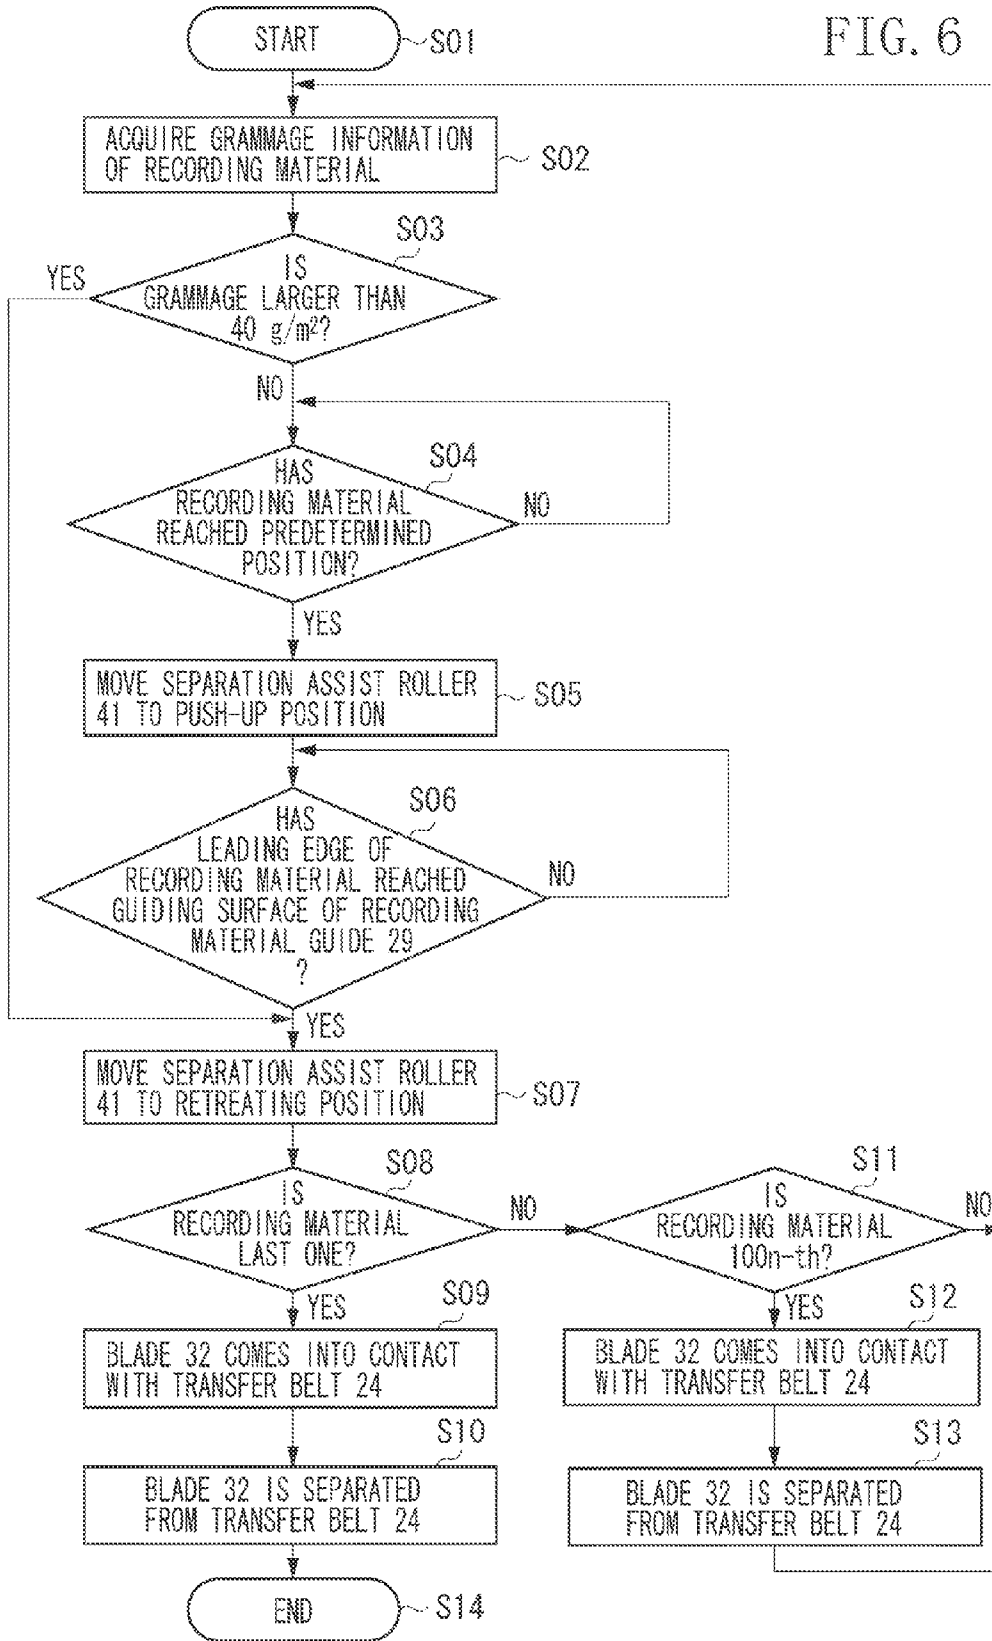 FIG. 6
START
S01
ACQUIRE GRAMMAGE INFORMATION
OF RECORDING MATERIAL
S02
S03
IS
GRAMMAGE LARGER THAN
40 g/m²?
YES
NO
S04
HAS
RECORDING MATERIAL
REACHED PREDETERMINED
POSITION?
NO
YES
MOVE SEPARATION ASSIST ROLLER
41 TO PUSH-UP POSITION
S05
S06
HAS
LEADING EDGE OF
RECORDING MATERIAL REACHED
GUIDING SURFACE OF RECORDING
MATERIAL GUIDE 29
?
NO
YES
MOVE SEPARATION ASSIST ROLLER
41 TO RETREATING POSITION
S07
S08
IS
RECORDING MATERIAL
LAST ONE?
NO
YES
S11
IS
RECORDING MATERIAL
100n-th?
NO
YES
S09
BLADE 32 COMES INTO CONTACT
WITH TRANSFER BELT 24
S12
BLADE 32 COMES INTO CONTACT
WITH TRANSFER BELT 24
S10
BLADE 32 IS SEPARATED
FROM TRANSFER BELT 24
S13
BLADE 32 IS SEPARATED
FROM TRANSFER BELT 24
END
S14